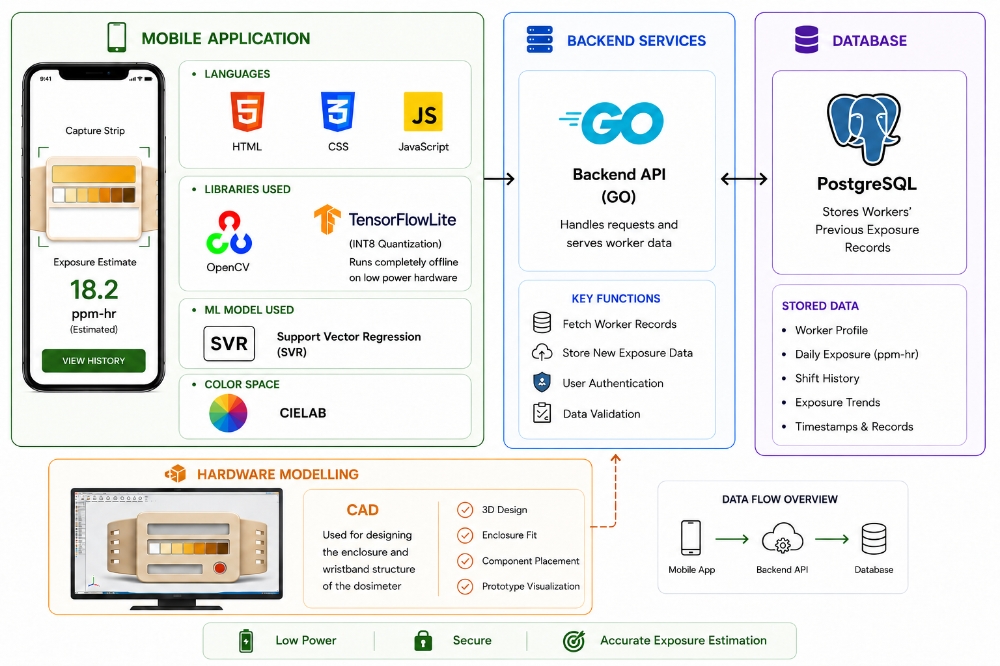 MOBILE APPLICATION
9:41
Capture Strip
Exposure Estimate
18.2
ppm-hr
(Estimated)
VIEW HISTORY
• LANGUAGES
5
3
JS
HTML
CSS
JavaScript
• LIBRARIES USED
OpenCV
TensorFlowLite
(INT8 Quantization)
Runs completely offline
on low power hardware
• ML MODEL USED
SVR
Support Vector Regression
(SVR)
• COLOR SPACE
CIELAB
BACKEND SERVICES
GO
Backend API
(GO)
Handles requests and
serves worker data
KEY FUNCTIONS
Fetch Worker Records
Store New Exposure Data
User Authentication
Data Validation
DATABASE
PostgreSQL
Stores Workers'
Previous Exposure
Records
STORED DATA
• Worker Profile
• Daily Exposure (ppm-hr)
• Shift History
• Exposure Trends
• Timestamps & Records
HARDWARE MODELLING
CAD
Used for designing
the enclosure and
wristband structure
of the dosimeter
3D Design
Enclosure Fit
Component Placement
Prototype Visualization
DATA FLOW OVERVIEW
Mobile App
Backend API
Database
Low Power
Secure
Accurate Exposure Estimation